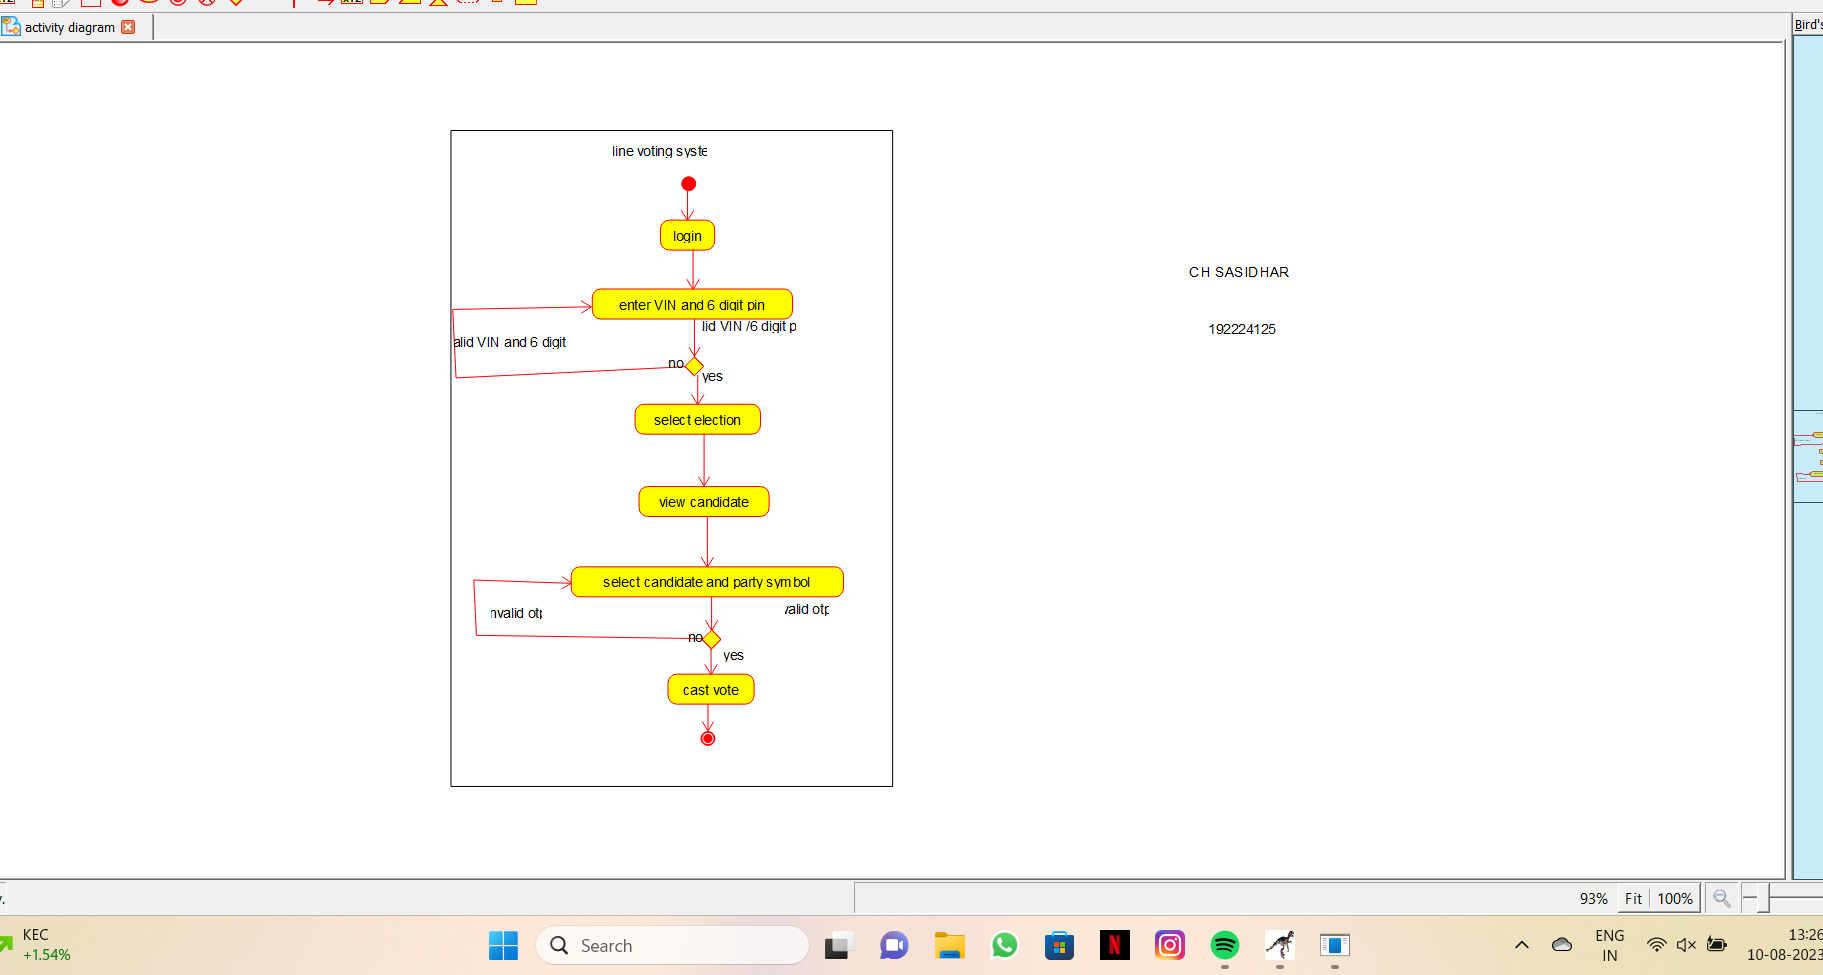 activity diagram
Bird's
line voting syste
login
enter VIN and 6 digit pin
lid VIN /6 digit p
alid VIN and 6 digit
no
yes
select election
view candidate
select candidate and party symbol
nvalid otp
valid otp
no
yes
cast vote
CH SASIDHAR
192224125
93% Fit 100%
KEC
+1.54%
Search
ENG
IN
13:26
10-08-2023